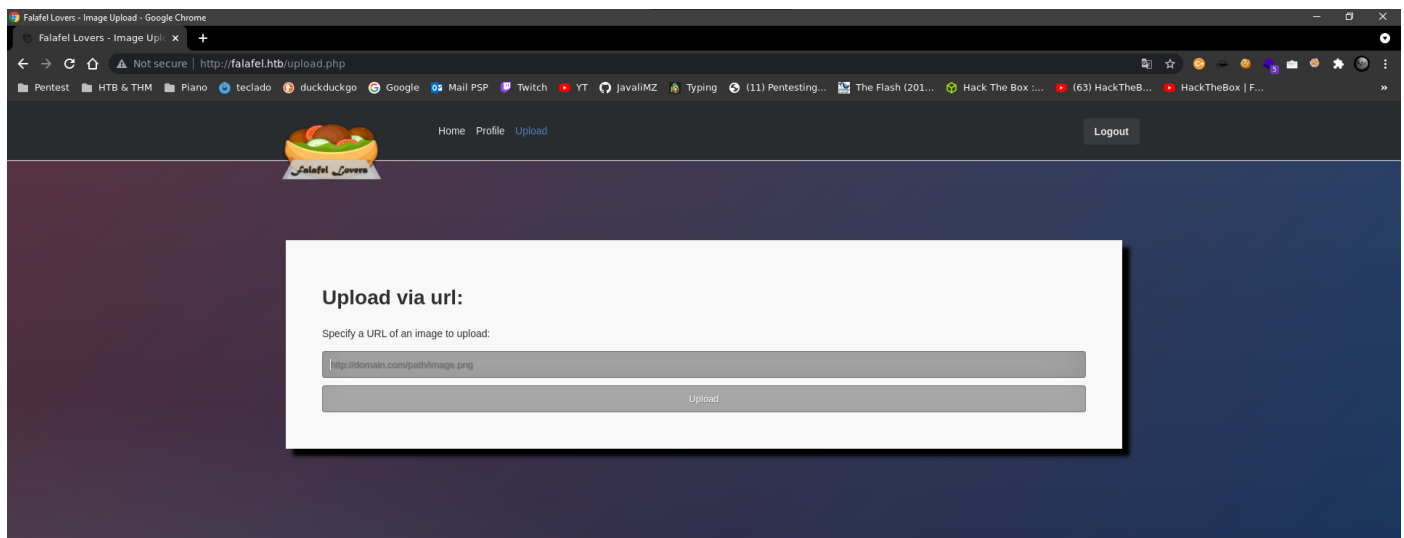 Falafel Lovers - Image Upload - Google Chrome
Falafel Lovers - Image Uplo
Not secure | http://falafel.htb/upload.php
5
Pentest HTB & THM Piano teclado duckduckgo Google Mail PSP Twitch YT JavaliMZ Typing (11) Pentesting... The Flash (201... Hack The Box :... (63) HackTheB... HackTheBox | F... »
Home Profile Upload Logout
Falafel Lovers
Upload via url:
Specify a URL of an image to upload:
http://domain.com/path/image.png
Upload